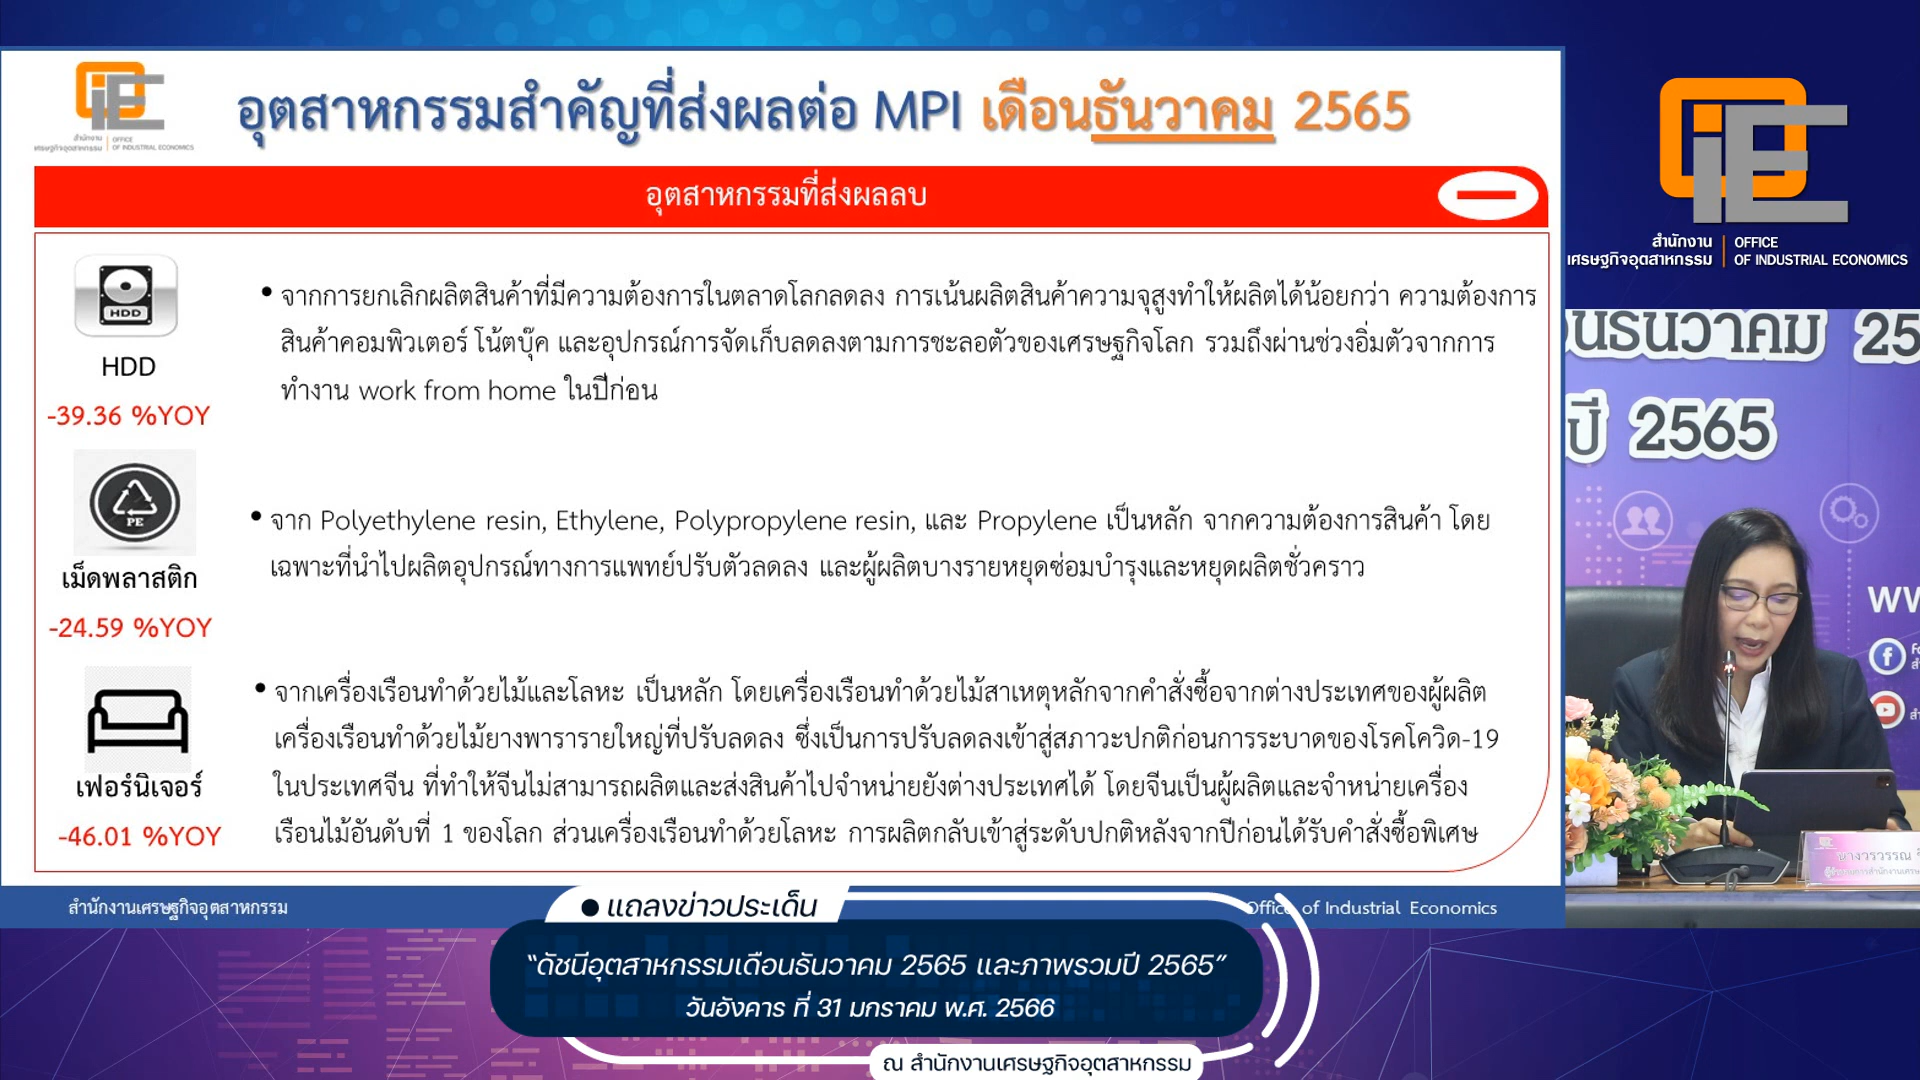 อุตสาหกรรมสำคัญที่ส่งผลต่อ MPI เดือนธันวาคม 2565
สำนักงาน
เศรษฐกิจอุตสาหกรรม
OFFICE
OF INDUSTRIAL ECONOMICS
อุตสาหกรรมที่ส่งผลลบ
HDD
HDD
-39.36 %YOY
• จากการยกเลิกผลิตสินค้าที่มีความต้องการในตลาดโลกลดลง การเน้นผลิตสินค้าความจุสูงทำให้ผลิตได้น้อยกว่า ความต้องการ
สินค้าคอมพิวเตอร์ โน้ตบุ๊ค และอุปกรณ์การจัดเก็บลดลงตามการชะลอตัวของเศรษฐกิจโลก รวมถึงผ่านช่วงอิ่มตัวจากการ
ทำงาน work from home ในปีก่อน
PE
เม็ดพลาสติก
-24.59 %YOY
• จาก Polyethylene resin, Ethylene, Polypropylene resin, และ Propylene เป็นหลัก จากความต้องการสินค้า โดย
เฉพาะที่นำไปผลิตอุปกรณ์ทางการแพทย์ปรับตัวลดลง และผู้ผลิตบางรายหยุดซ่อมบำรุงและหยุดผลิตชั่วคราว
เฟอร์นิเจอร์
-46.01 %YOY
• จากเครื่องเรือนทำด้วยไม้และโลหะ เป็นหลัก โดยเครื่องเรือนทำด้วยไม้สาเหตุหลักจากคำสั่งซื้อจากต่างประเทศของผู้ผลิต
เครื่องเรือนทำด้วยไม้ยางพารารายใหญ่ที่ปรับลดลง ซึ่งเป็นการปรับลดลงเข้าสู่สภาวะปกติก่อนการระบาดของโรคโควิด-19
ในประเทศจีน ที่ทำให้จีนไม่สามารถผลิตและส่งสินค้าไปจำหน่ายยังต่างประเทศได้ โดยจีนเป็นผู้ผลิตและจำหน่ายเครื่อง
เรือนไม้อันดับที่ 1 ของโลก ส่วนเครื่องเรือนทำด้วยโลหะ การผลิตกลับเข้าสู่ระดับปกติหลังจากปีก่อนได้รับคำสั่งซื้อพิเศษ
สำนักงานเศรษฐกิจอุตสาหกรรม
Office of Industrial Economics
สำนักงาน
เศรษฐกิจอุตสาหกรรม
OFFICE
OF INDUSTRIAL ECONOMICS
นธันวาคม 25
ปี 2565
นางวรวรรณ
• แถลงข่าวประเด็น
“ดัชนีอุตสาหกรรมเดือนธันวาคม 2565 และภาพรวมปี 2565”
วันอังคาร ที่ 31 มกราคม พ.ศ. 2566
ณ สำนักงานเศรษฐกิจอุตสาหกรรม